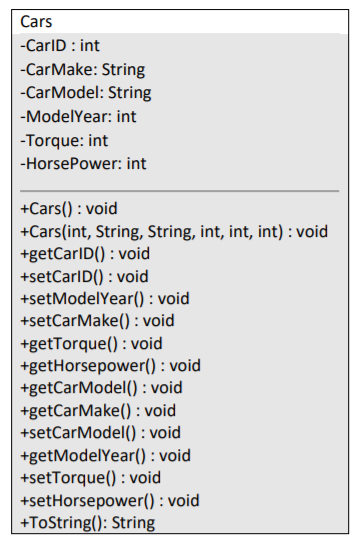 Cars
-CarID : int
-CarMake: String
-CarModel: String
-ModelYear: int
-Torque: int
-HorsePower: int
+Cars() : void
+Cars(int, String, String, int, int, int) : void
+getCarID() : void
+setCarID() : void
+setModelYear() : void
+setCarMake() : void
+getTorque() : void
+getHorsepower() : void
+getCarModel() : void
+getCarMake() : void
+setCarModel() : void
+getModelYear() : void
+setTorque() : void
+setHorsepower() : void
+ToString(): String